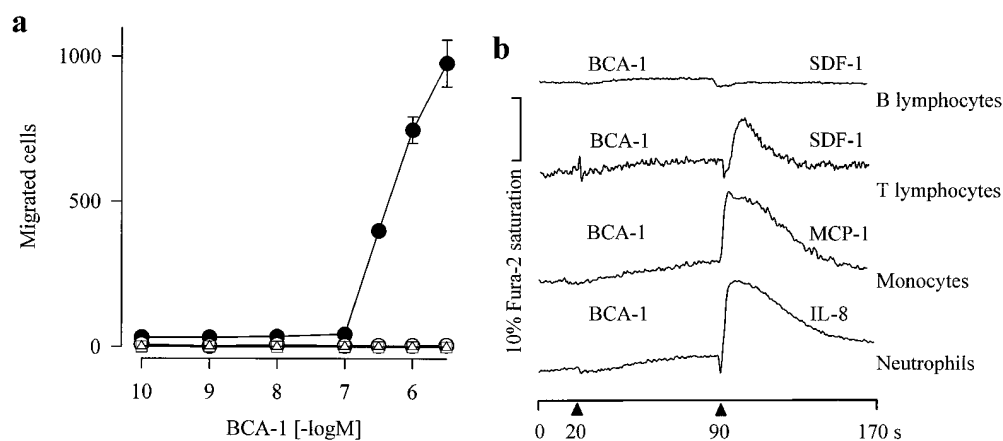 a
1000
500
0
Migrated cells
10 9 8 7 6
BCA-1 [-logM]
b
BCA-1 SDF-1
B lymphocytes
BCA-1 SDF-1
T lymphocytes
BCA-1 MCP-1
Monocytes
BCA-1 IL-8
Neutrophils
10% Fura-2 saturation
0 20 90 170 s